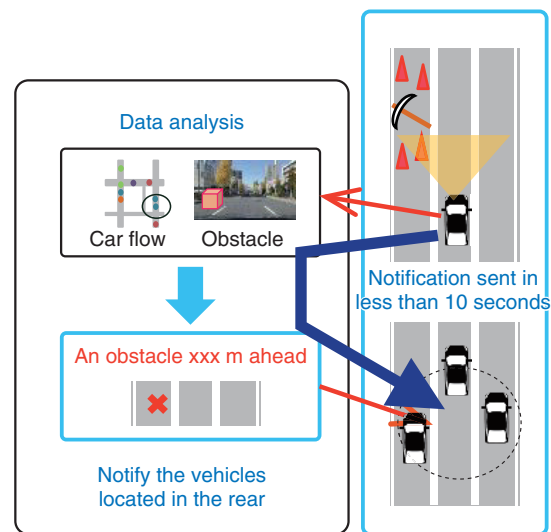 Data analysis
Car flow
Obstacle
Notification sent in
less than 10 seconds
An obstacle xxx m ahead
Notify the vehicles
located in the rear